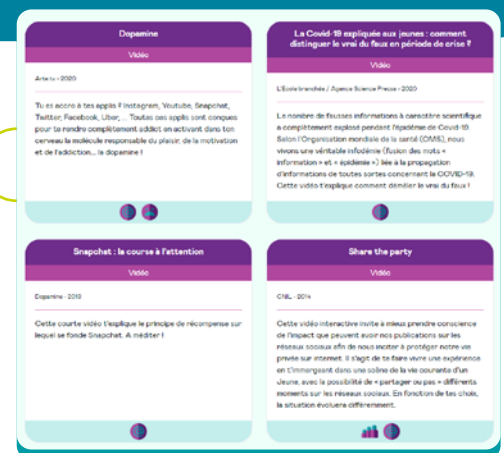 Dopamine
Vidéo
Arte tv - 2020
Tu es accro à tes applis ? Instagram, Youtube, Snapchat,
Twitter, Facebook, Uber, ... Toutes ces applis sont conçues
pour te rendre complètement addict en activant dans ton
cerveau la molécule responsable du plaisir, de la motivation
et de l'addiction... la dopamine !
La Covid-19 expliquée aux jeunes : comment
distinguer le vrai du faux en période de crise ?
Vidéo
L'École branchée / Agence Science Presse - 2020
Le nombre de fausses informations à caractère scientifique
a complètement explosé pendant l'épidémie de Covid-19.
Selon l'Organisation mondiale de la santé (OMS), nous
vivons une véritable infodémie (fusion des mots «
information » et « épidémie ») liée à la propagation
d'informations de toutes sortes concernant la COVID-19.
Cette vidéo t'explique comment démêler le vrai du faux !
Snapchat : la course à l'attention
Vidéo
Dopamine - 2019
Cette courte vidéo t'explique le principe de récompense sur
lequel se fonde Snapchat. A méditer !
Share the party
Vidéo
CNIL - 2014
Cette vidéo interactive invite à mieux prendre conscience
de l'impact que peuvent avoir nos publications sur les
réseaux sociaux afin de nous inciter à protéger notre vie
privée sur internet. Il s'agit de te faire vivre une expérience
en t'immergeant dans une scène de la vie courante d'un
Jeune, avec la possibilité de « partager ou pas » différents
moments sur les réseaux sociaux. En fonction de tes choix,
la situation évoluera différemment.